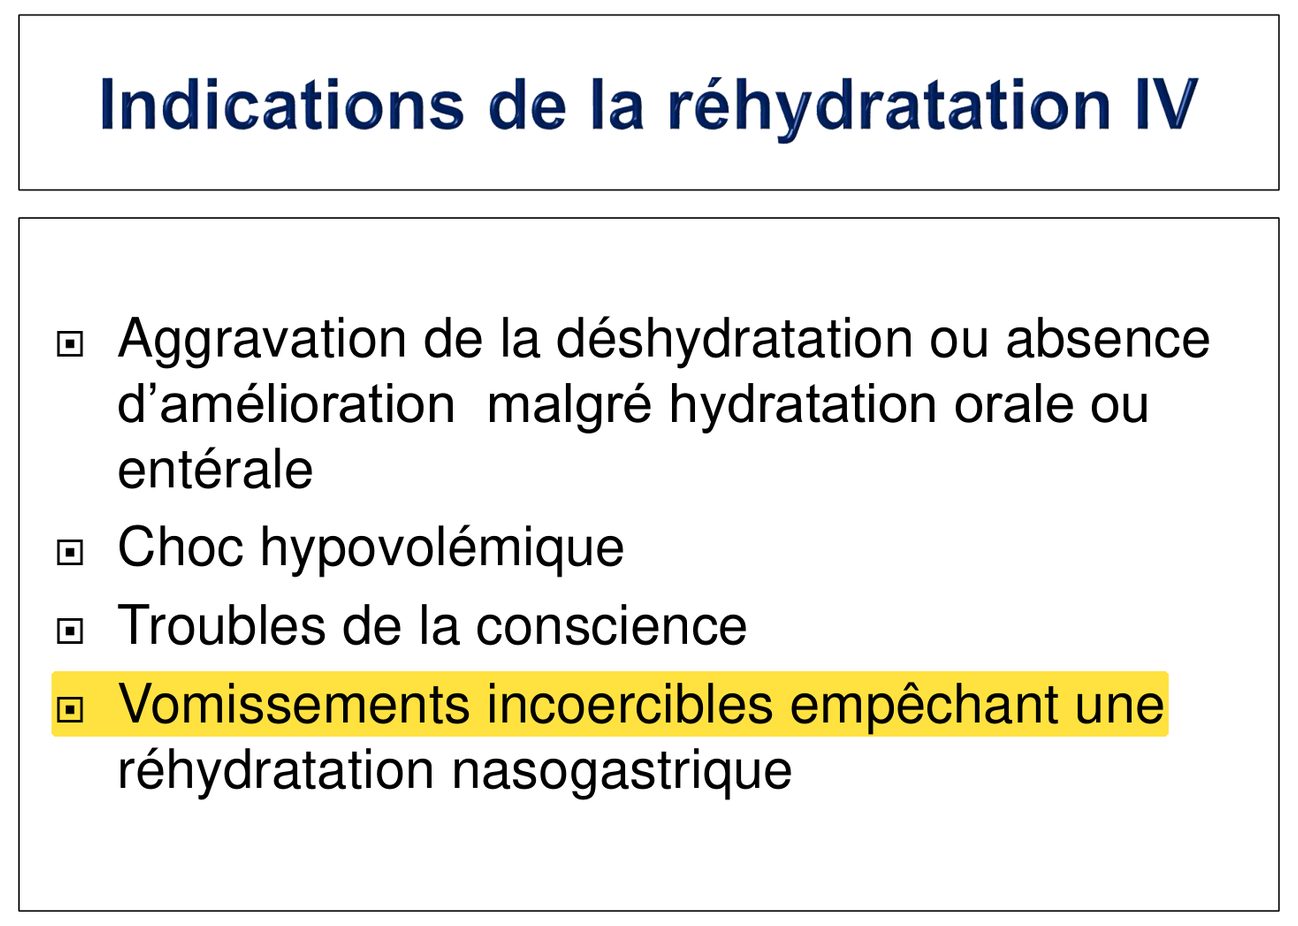 Indications de la réhydratation IV
Aggravation de la déshydratation ou absence
d’amélioration  malgré hydratation orale ou
entérale
Choc hypovolémique
Troubles de la conscience
Vomissements incoercibles empêchant une
réhydratation nasogastrique